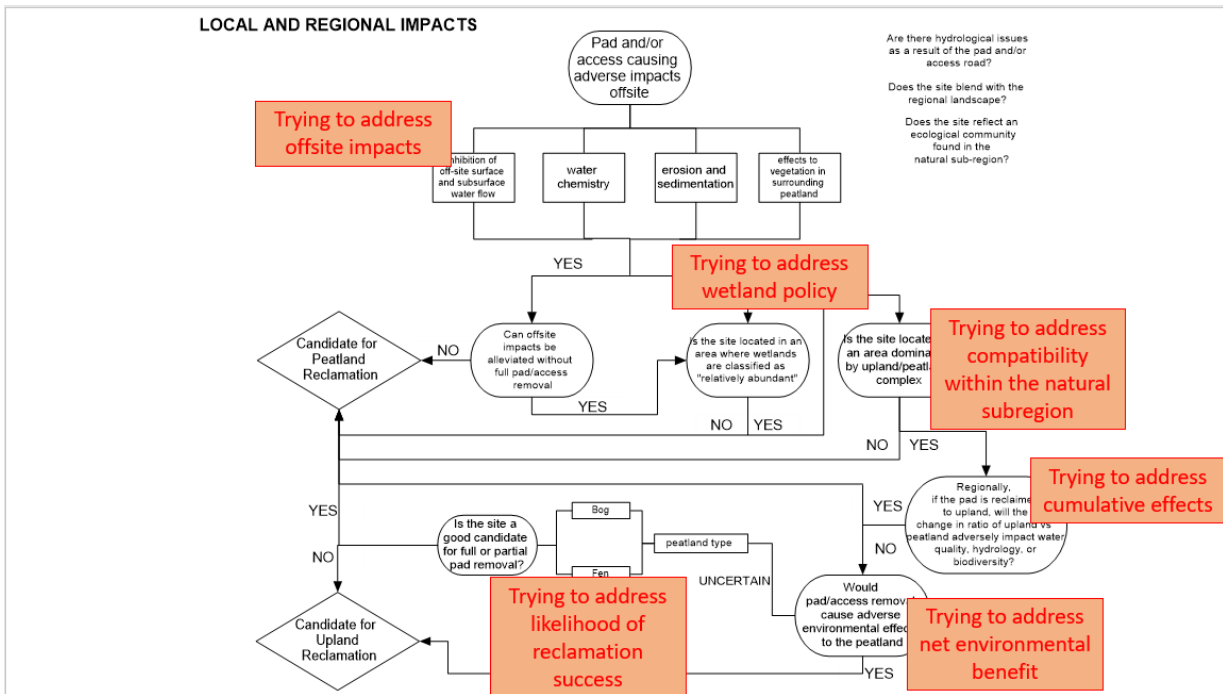 LOCAL AND REGIONAL IMPACTS
Pad and/or
access causing
adverse impacts
offsite
Are there hydrological issues
as a result of the pad and/or
access road?
Does the site blend with the
regional landscape?
Does the site reflect an
ecological community
found in the
natural sub-region?
Trying to address
offsite impacts
off-site surface
and subsurface
water flow
water
chemistry
erosion and
sedimentation
effects to
vegetation in
surrounding
peatland
YES
Trying to address
wetland policy
Candidate for
Peatland
Reclamation
NO
Can offsite
impacts be
alleviated without
full pad/access
removal
YES
Is the site located in an
area where wetlands
are classified as
"relatively abundant"
NO
YES
Is the site
an area
by
complex
Trying to address
compatibility
within the natural
subregion
NO
YES
Regionally,
if the pad is
to upland, will the
change in ratio of upland vs
peatland adversely impact water
quality, hydrology, or
biodiversity?
Trying to address
cumulative effects
YES
NO
YES
NO
Is the site a
good candidate
for full or partial
pad removal?
Bog
Fen
peatland type
UNCERTAIN
Trying to address
likelihood of
reclamation
success
Would
pad/access
cause adverse
environmental
to the peatland
Trying to address
net environmental
benefit
YES
Candidate for
Upland
Reclamation